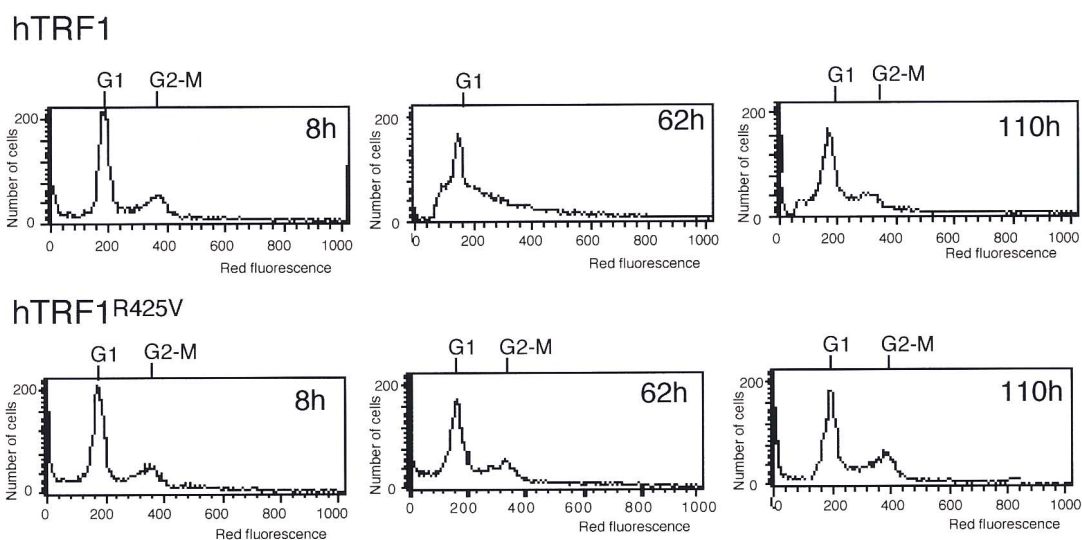 hTRF1
G1 G2-M
200
8h
Number of cells
0
0 200 400 600 800 1000
Red fluorescence
G1
200
62h
Number of cells
0
0 200 400 600 800 1000
Red fluorescence
G1 G2-M
200
110h
Number of cells
0
0 200 400 600 800 1000
Red fluorescence
hTRF1R425V
G1 G2-M
200
8h
Number of cells
0
0 200 400 600 800 1000
Red fluorescence
G1 G2-M
200
62h
Number of cells
0
0 200 400 600 800 1000
Red fluorescence
G1 G2-M
200
110h
Number of cells
0
0 200 400 600 800 1000
Red fluorescence